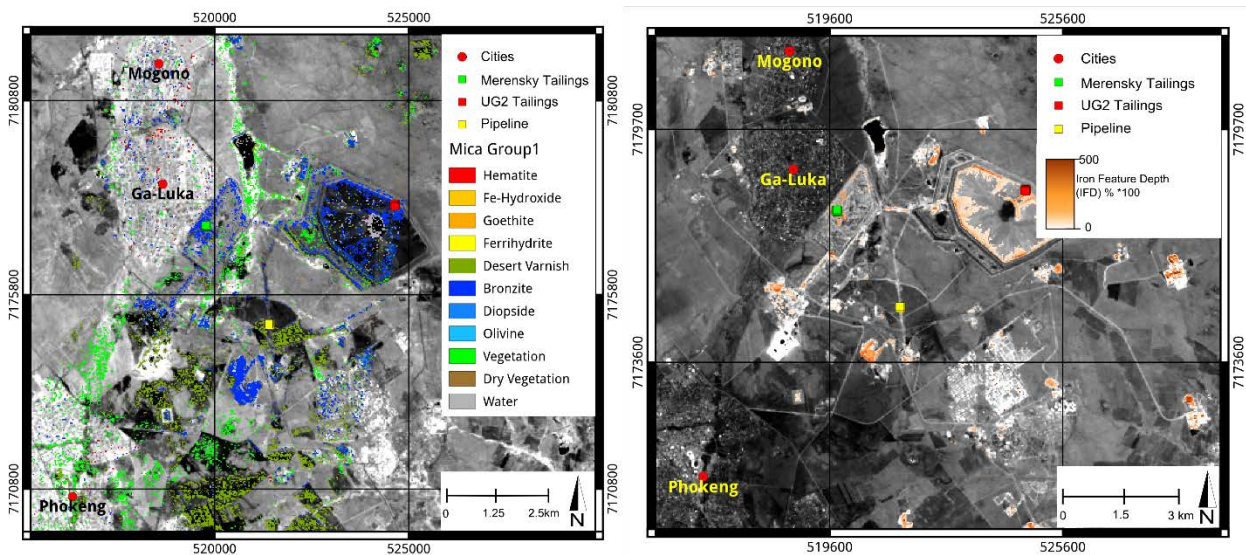 520000 525000
Cities
Merensky Tailings
UG2 Tailings
Pipeline
Mica Group1
Hematite
Fe-Hydroxide
Goethite
Ferrihydrite
Desert Varnish
Bronzite
Diopside
Olivine
Vegetation
Dry Vegetation
Water
Mogono
Ga-Luka
Phokeng
7180800 7180800
7175800 7175800
7170800 7170800
0 1.25 2.5km
N
520000 525000
519600 525600
Cities
Merensky Tailings
UG2 Tailings
Pipeline
500
Iron Feature Depth
(IFD) % *100
0
Mogono
Ga-Luka
Phokeng
7179700 7179700
7173600 7173600
0 1.5 3 km
N
519600 525600